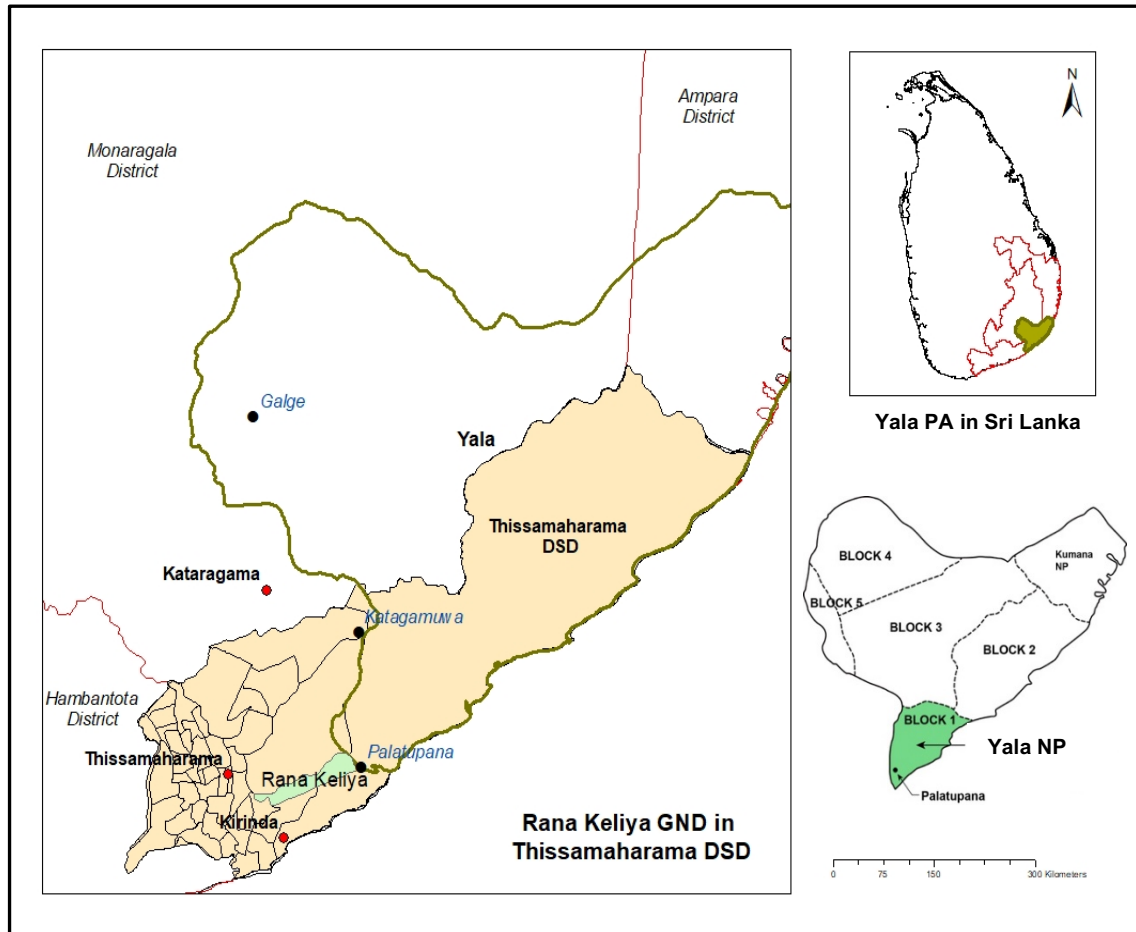 Ampara
District
Monaragala
District
Galge
Yala
Thissamaharama
DSD
Kataragama
Katagamuwa
Hambantota
District
Thissamaharama
Palatupana
Rana Keliya
Kirinda
Rana Keliya GND in
Thissamaharama DSD
N
Yala PA in Sri Lanka
BLOCK 4
Kumana
NP
BLOCK 5
BLOCK 3
BLOCK 2
BLOCK 1
Yala NP
Palatupana
0 75 150 300 Kilometers